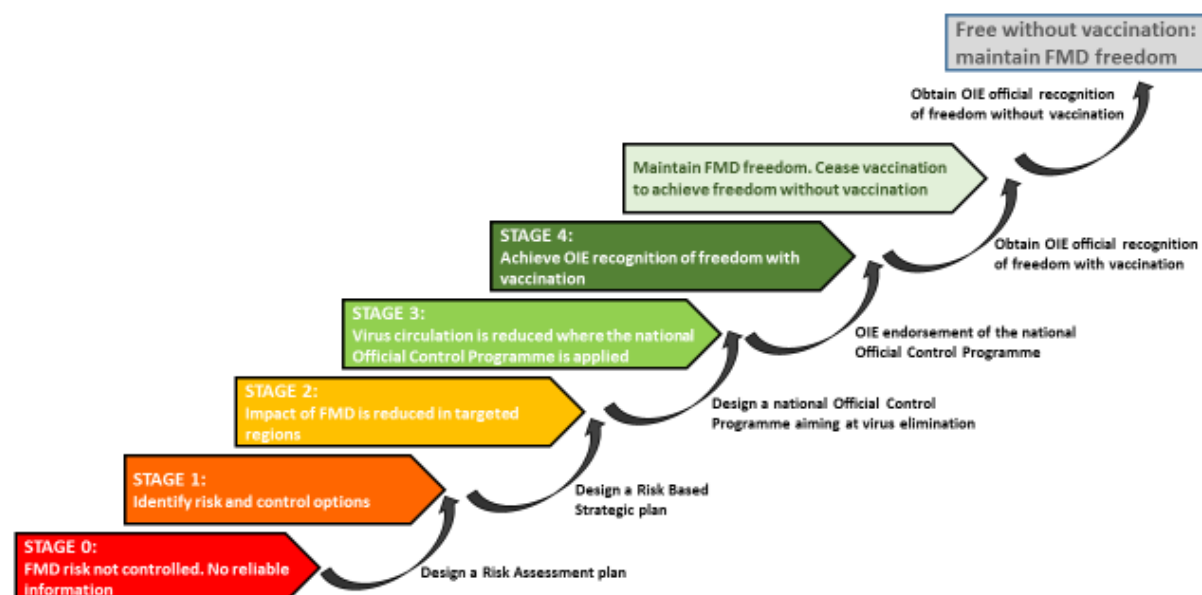 Free without vaccination:
maintain FMD freedom
Obtain OIE official recognition
of freedom without vaccination
Maintain FMD freedom. Cease vaccination
to achieve freedom without vaccination
STAGE 4:
Achieve OIE recognition of freedom with
vaccination
Obtain OIE official recognition
of freedom with vaccination
STAGE 3:
Virus circulation is reduced where the national
Official Control Programme is applied
OIE endorsement of the national
Official Control Programme
STAGE 2:
Impact of FMD is reduced in targeted
regions
Design a national Official Control
Programme aiming at virus elimination
STAGE 1:
Identify risk and control options
Design a Risk Based
Strategic plan
STAGE 0:
FMD risk not controlled. No reliable
information
Design a Risk Assessment plan